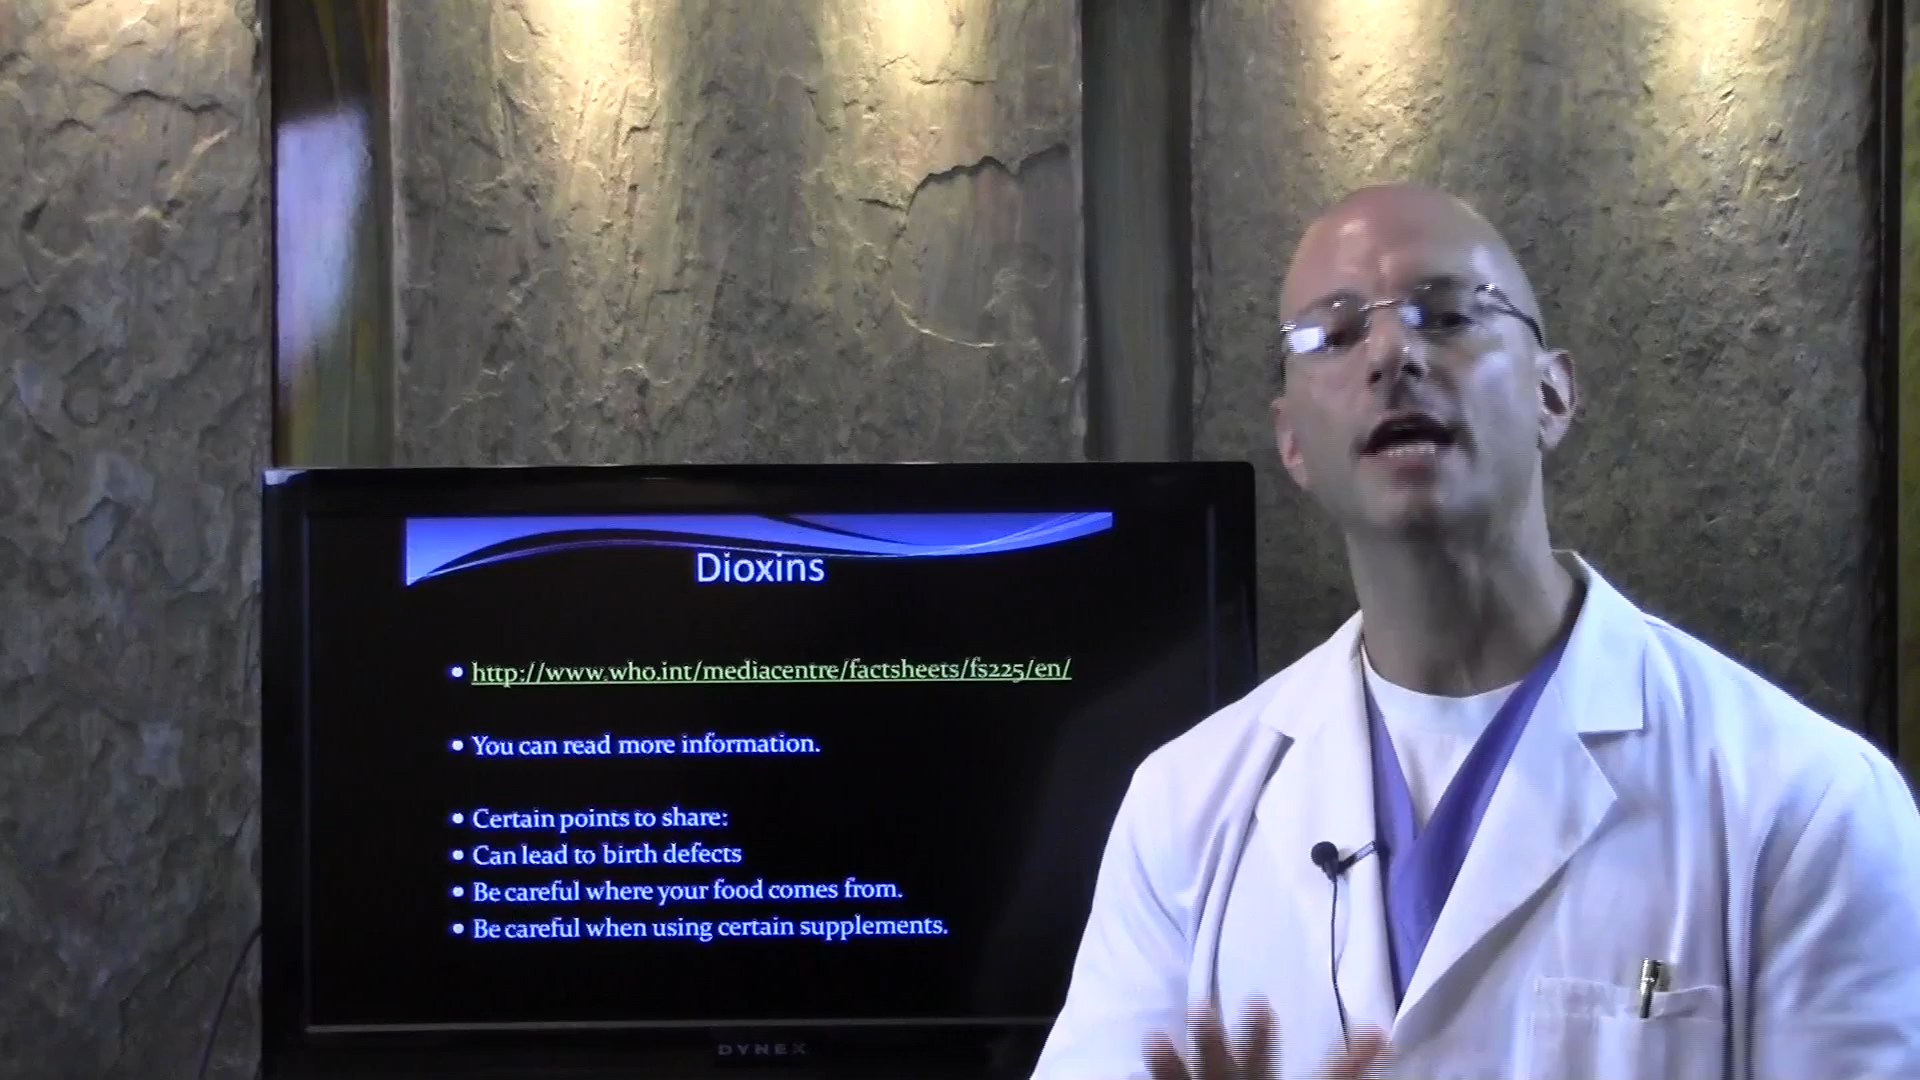 Dioxins
• http://www.who.int/mediacentre/factsheets/fs225/en/
• You can read more information.
• Certain points to share:
• Can lead to birth defects
• Be careful where your food comes from.
• Be careful when using certain supplements.
DYNEX